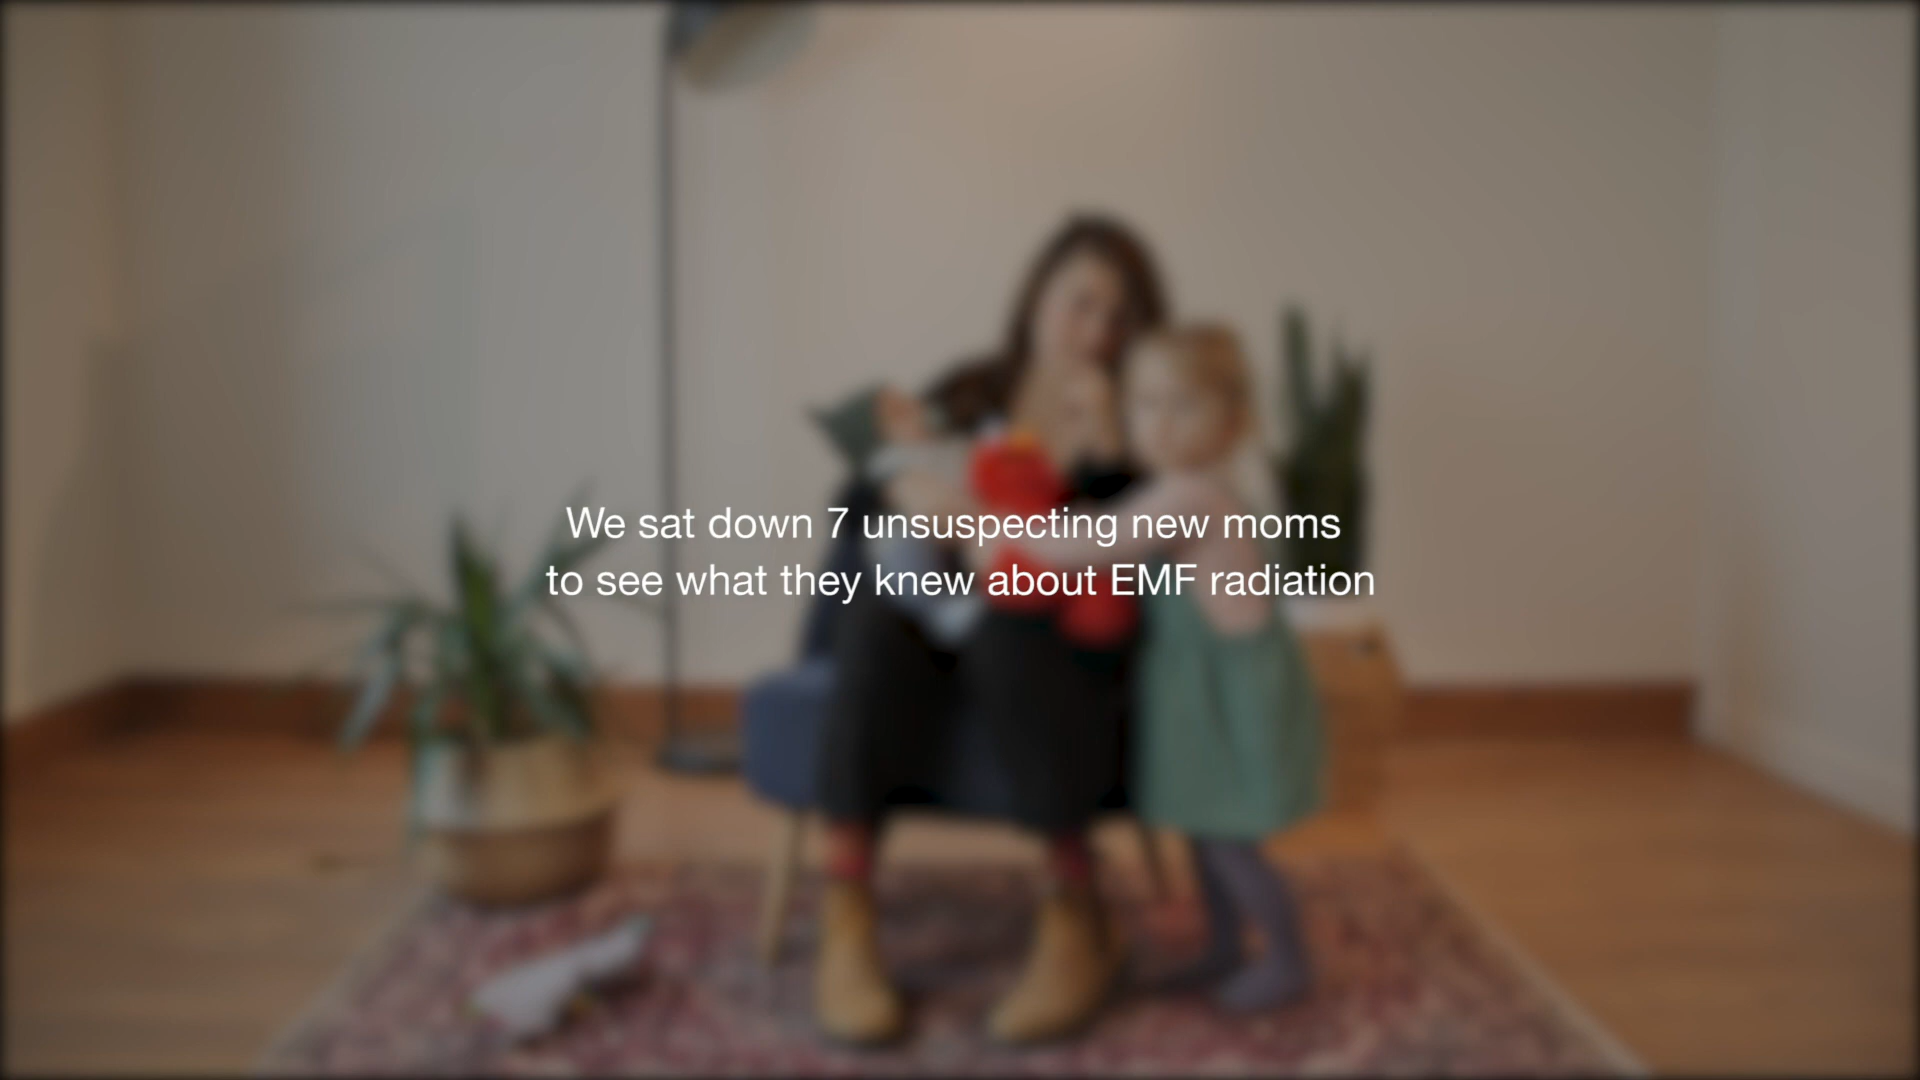 We sat down 7 unsuspecting new moms
to see what they knew about EMF radiation